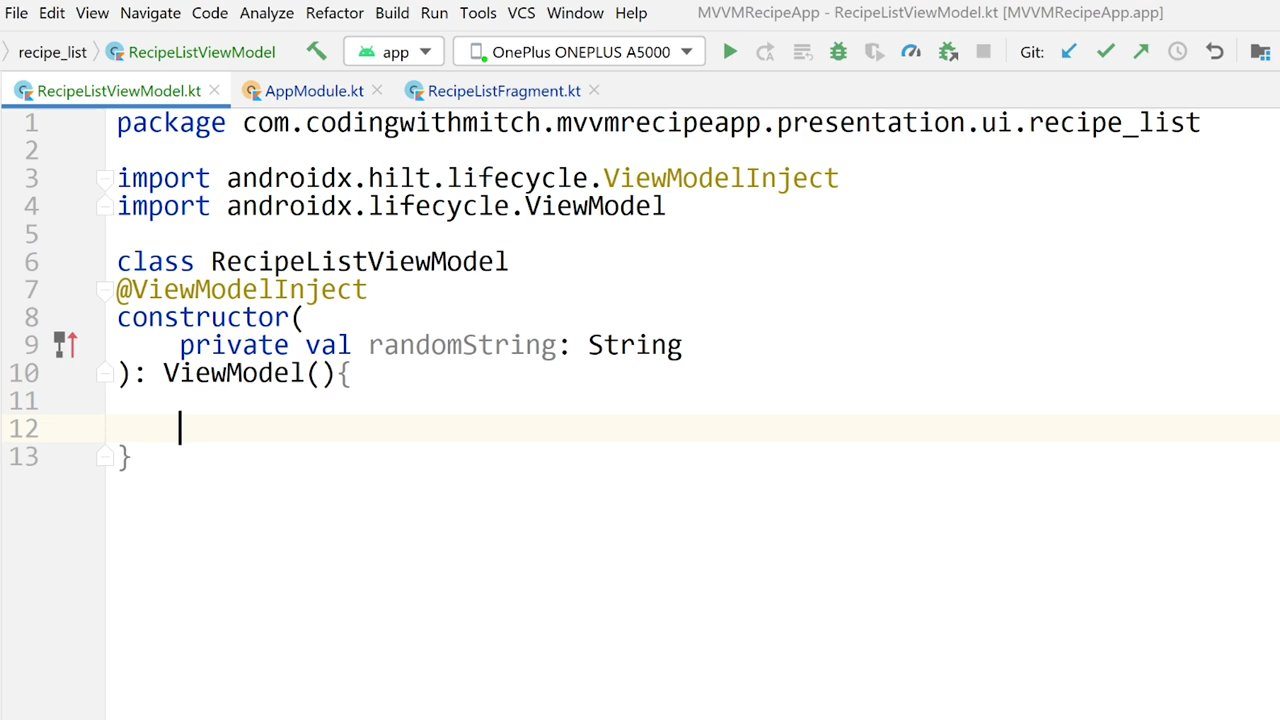 File Edit View Navigate Code Analyze Refactor Build Run Tools VCS Window Help MVVMRecipeApp - RecipeListViewModel.kt [MVVMRecipeApp.app]
recipe_list RecipeListViewModel app OnePlus ONEPLUS A5000 Git:
RecipeListViewModel.kt AppModule.kt RecipeListFragment.kt
1 package com.codingwithmitch.mvvmrecipeapp.presentation.ui.recipe_list
2
3 import androidx.hilt.lifecycle.ViewModelInject
4 import androidx.lifecycle.ViewModel
5
6 class RecipeListViewModel
7 @ViewModelInject
8 constructor(
9 private val randomString: String
10 ): ViewModel(){
11
12
13 }